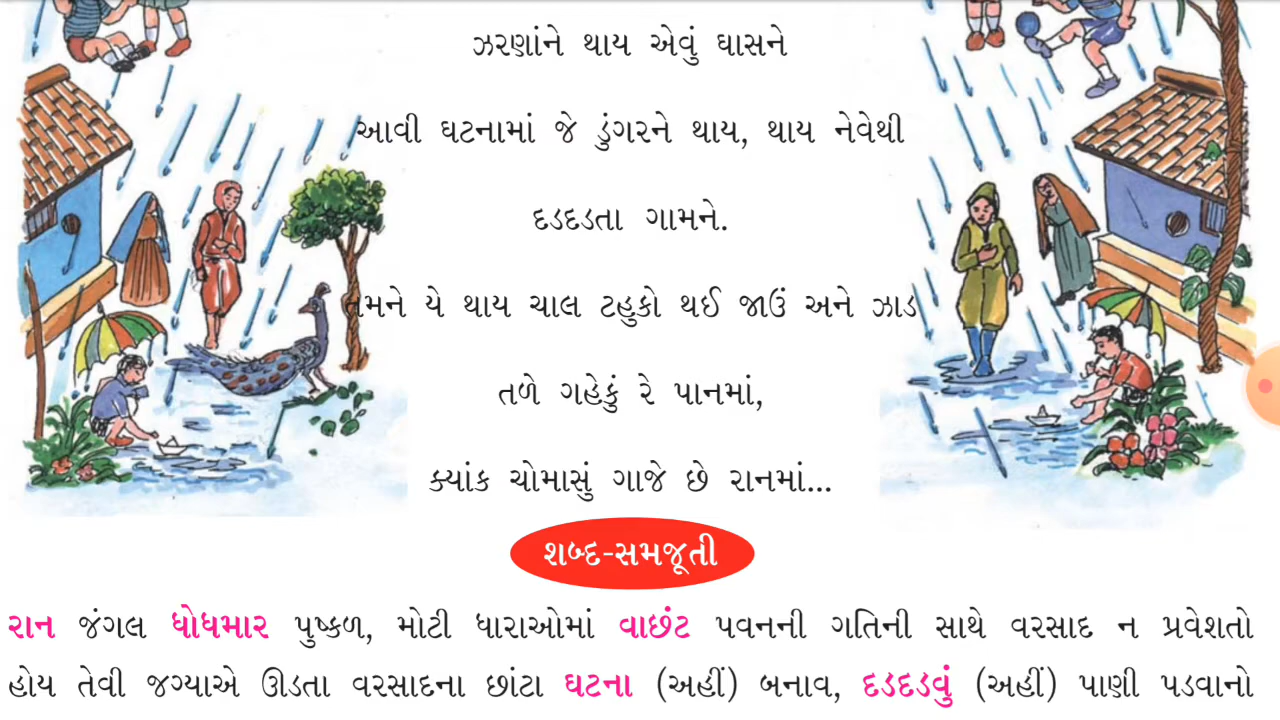 ઝરણાંને થાય એવું ઘાસને
આવી ઘટનામાં જે ડુંગરને થાય, થાય નેવેથી
દડદડતા ગામને.
તમને યે થાય ચાલ ટહુકો થઈ જાઉં અને ઝાડ
તળે ગહેકું રે પાનમાં,
ક્યાંક ચોમાસું ગાજે છે રાનમાં...
શબ્દ-સમજૂતી
રાન જંગલ ધોધમાર પુષ્કળ, મોટી ધારાઓમાં વાછંટ પવનની ગતિની સાથે વરસાદ ન પ્રવેશતો
હોય તેવી જગ્યાએ ઊડતા વરસાદના છાંટા ઘટના (અહીં) બનાવ, દડદડવું (અહીં) પાણી પડવાનો